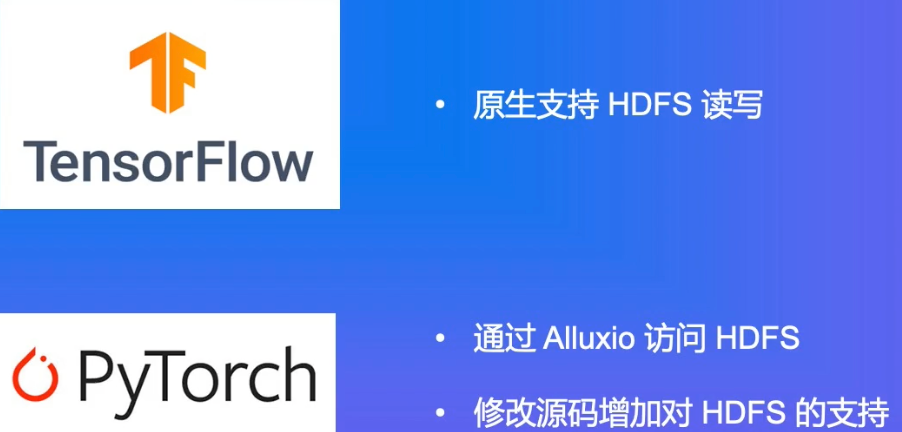 TensorFlow
• 原生支持 HDFS 读写
PyTorch
• 通过 Alluxio 访问 HDFS
• 修改源码增加对 HDFS 的支持